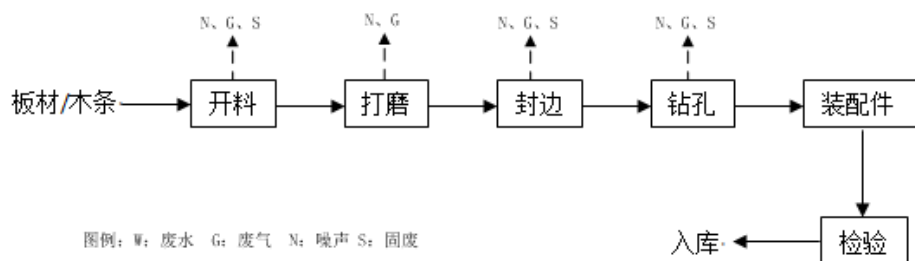 N、G、S
N、G
N、G、S
N、G、S
板材/木条
开料
打磨
封边
钻孔
装配件
图例：W：废水 G：废气 N：噪声 S：固废
入库
检验